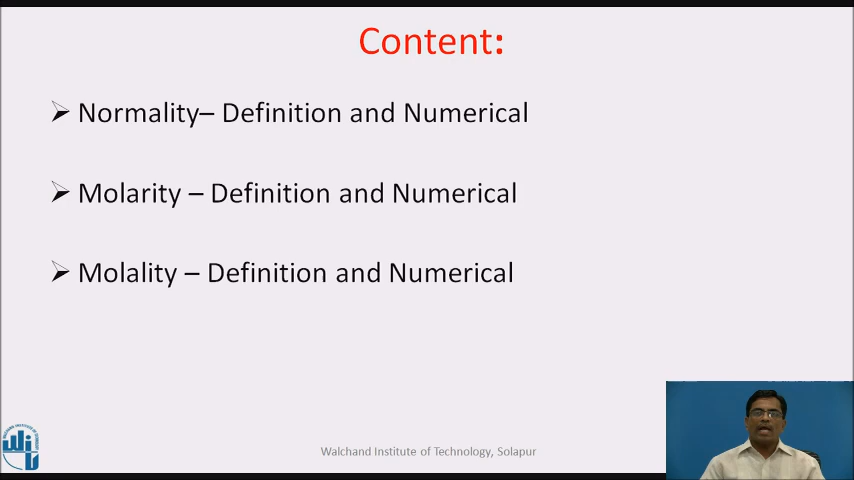 Content:
➢ Normality– Definition and Numerical
➢ Molarity – Definition and Numerical
➢ Molality – Definition and Numerical
Walchand Institute of Technology, Solapur